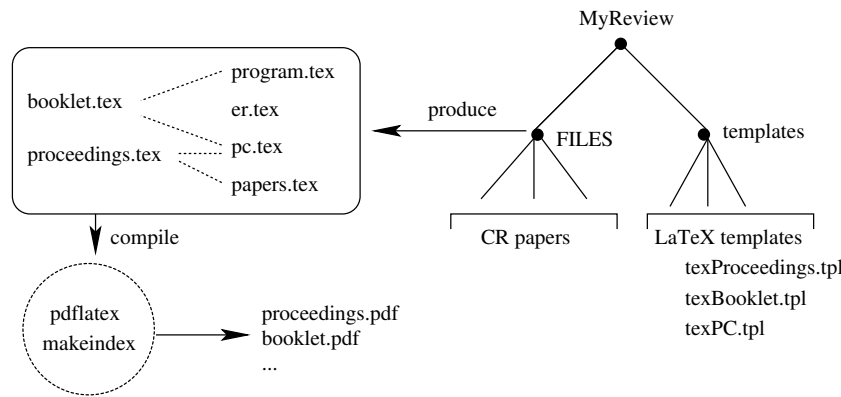 MyReview
program.tex
booklet.tex
er.tex
produce
FILES
templates
pc.tex
proceedings.tex
papers.tex
compile
CR papers
LaTeX templates
texProceedings.tpl
texBooklet.tpl
texPC.tpl
pdflatex
makeindex
proceedings.pdf
booklet.pdf
...